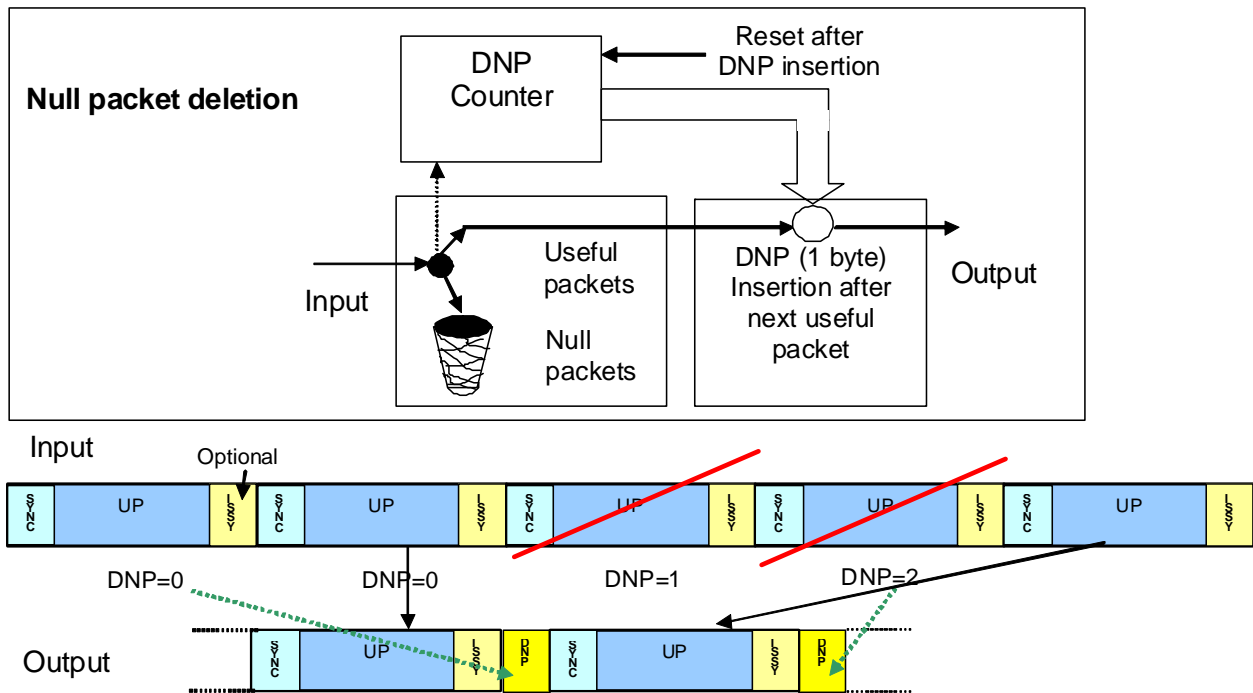 Null packet deletion
DNP
Counter
Reset after
DNP insertion
Input
Useful
packets
Null
packets
DNP (1 byte)
Insertion after
next useful
packet
Output
Input
Optional
SYNC UP ISSY SYNC UP ISSY SYNC UP ISSY SYNC UP ISSY SYNC UP ISSY
DNP=0 DNP=0 DNP=1 DNP=2
Output
SYNC UP ISSY DNP SYNC UP ISSY DNP